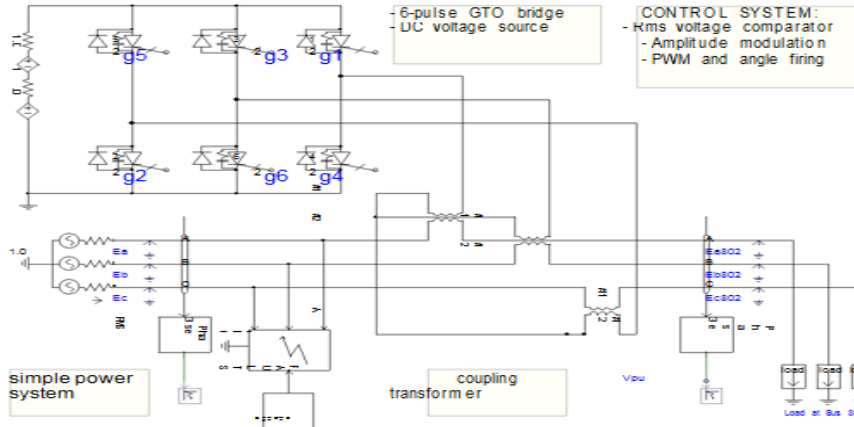 - 6-pulse GTO bridge
- DC voltage source
CONTROL SYSTEM:
- Rms voltage comparator
- Amplitude modulation
- PWM and angle firing
g5
g3
g1
g2
g6
g4
1.0
Ea
Eb
Ec
A
B
C
Ea802
Eb802
Ec802
A
simple power
system
coupling
transformer
Vpu
load
load
Load at Bus